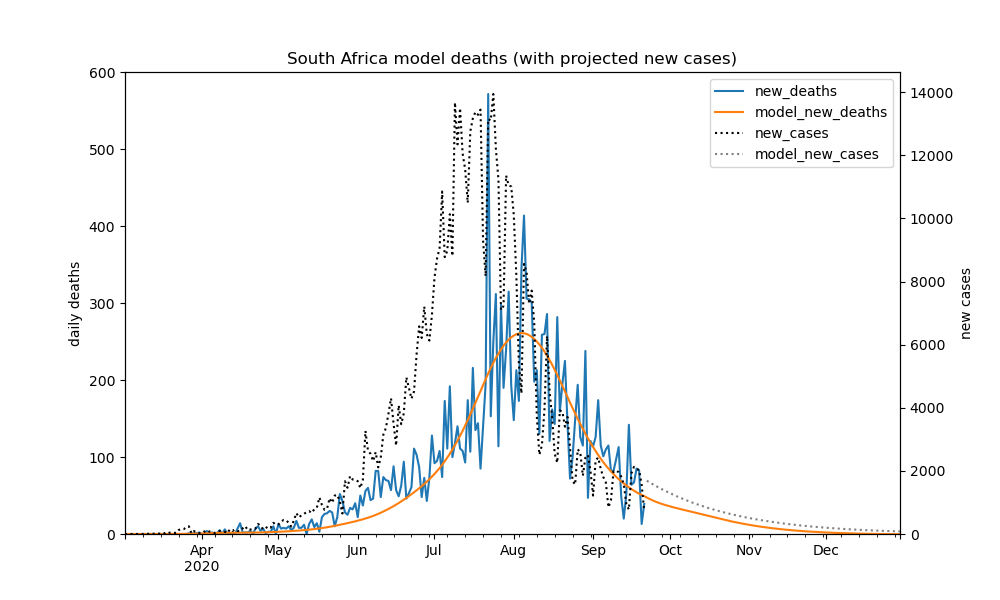 South Africa model deaths (with projected new cases)
600
500
400
300
200
100
0
daily deaths
14000
12000
10000
8000
6000
4000
2000
0
new cases
new_deaths
model_new_deaths
new_cases
model_new_cases
Apr May Jun Jul Aug Sep Oct Nov Dec
2020